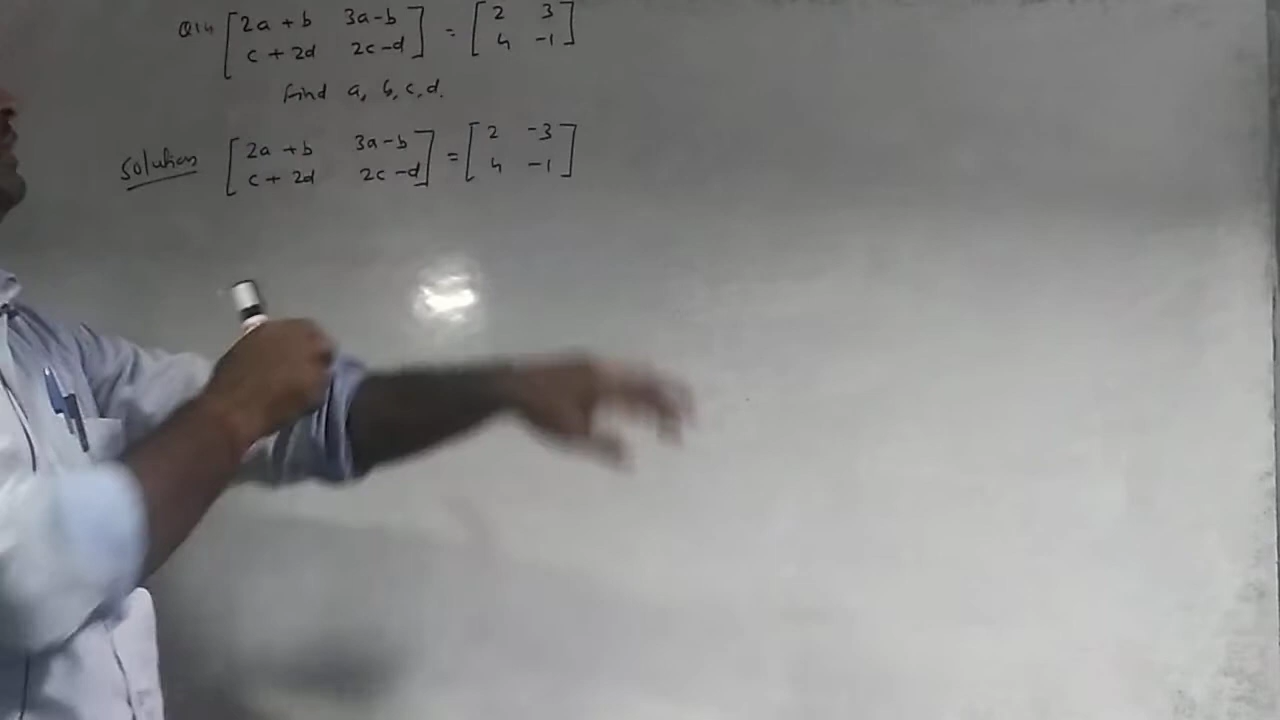 Q14 [2a + b 3a - b] = [2 3]
[c + 2d 2c - d] [4 -1]
find a, b, c, d.
Solution [2a + b 3a - b] = [2 -3]
[c + 2d 2c - d] [4 -1]